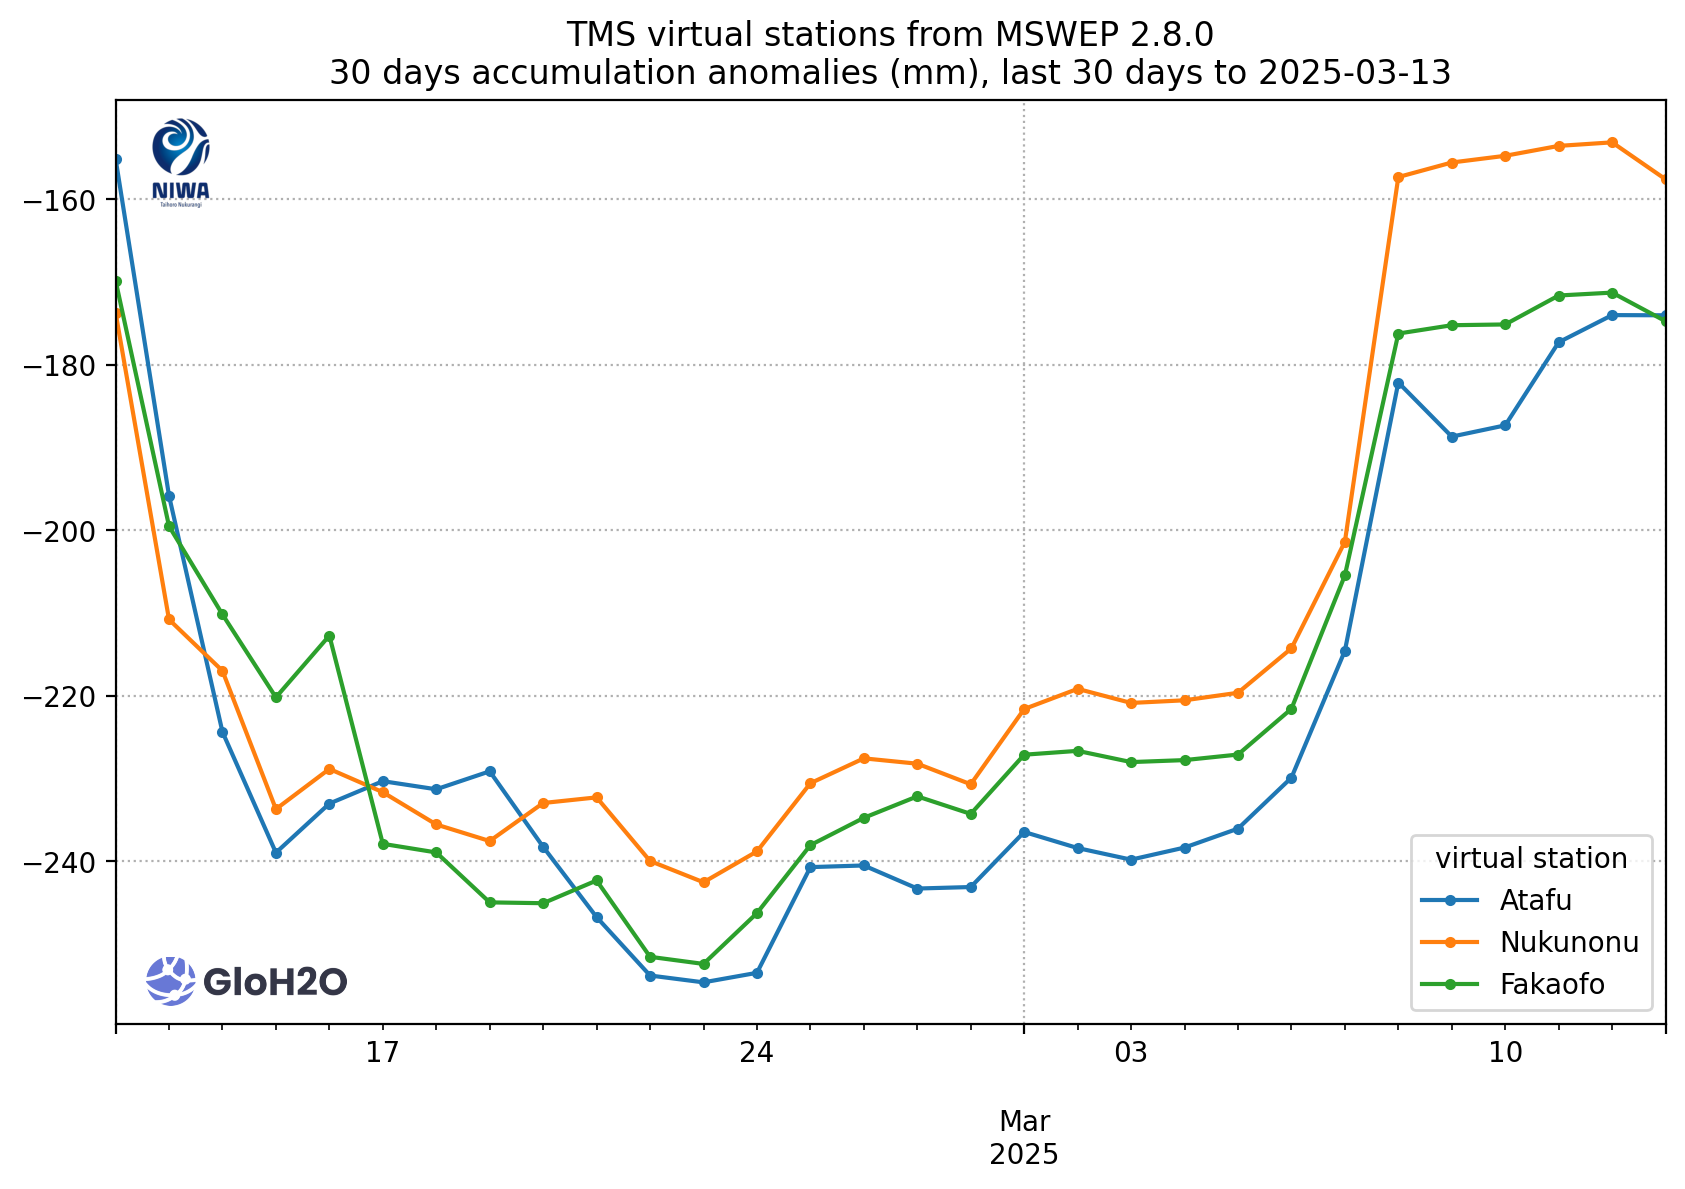 TMS virtual stations from MSWEP 2.8.0
30 days accumulation anomalies (mm), last 30 days to 2025-03-13
NIWA
Taihoro Nukurangi
−160
−180
−200
−220
−240
virtual station
Atafu
Nukunonu
Fakaofo
GloH2O
17
24
03
10
Mar
2025